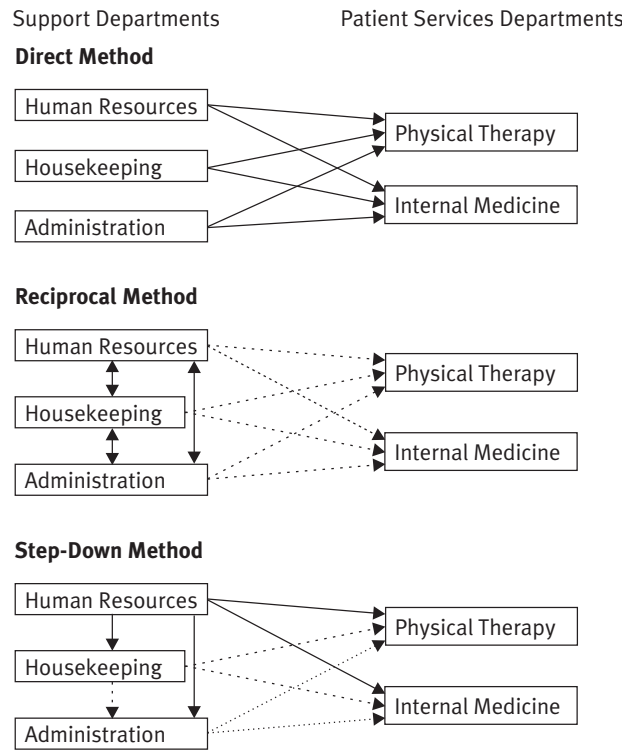 Support Departments Patient Services Departments
Direct Method
Human Resources
Physical Therapy
Housekeeping
Internal Medicine
Administration
Reciprocal Method
Human Resources
Physical Therapy
Housekeeping
Internal Medicine
Administration
Step-Down Method
Human Resources
Physical Therapy
Housekeeping
Internal Medicine
Administration